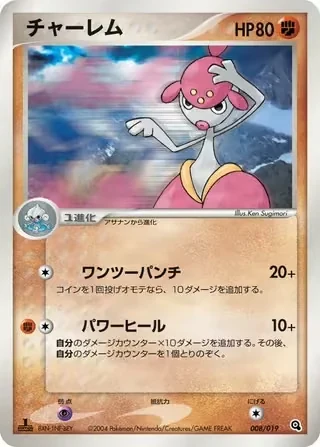 チャーレム HP80
Illus. Ken Sugimori
1進化
アサナンから進化
ワンツーパンチ 20+
コインを1回投げオモテなら、10ダメージを追加する。
パワーヒール 10+
自分のダメージカウンター×10ダメージを追加する。その後、
自分のダメージカウンターを1個とりのぞく。
弱点 抵抗力 にげる
©2004 Pokémon/Nintendo/Creatures/GAME FREAK 008/019